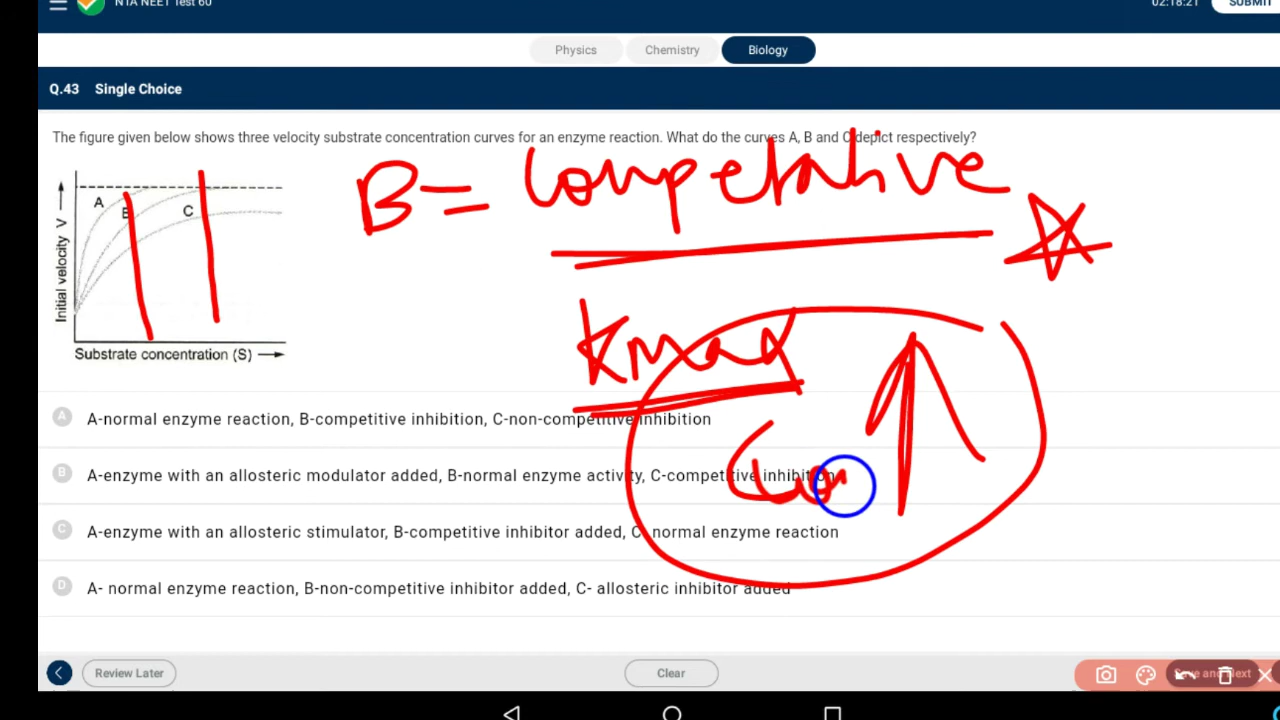 NTA NEET Test 60
02:18:21
SUBMIT
Physics
Chemistry
Biology
Q.43 Single Choice
The figure given below shows three velocity substrate concentration curves for an enzyme reaction. What do the curves A, B and C depict respectively?
B = Competative
A
B
C
Initial velocity V
Substrate concentration (S)
Kmax
A A-normal enzyme reaction, B-competitive inhibition, C-non-competitive inhibition
B A-enzyme with an allosteric modulator added, B-normal enzyme activity, C-competitive inhibition
C A-enzyme with an allosteric stimulator, B-competitive inhibitor added, C- normal enzyme reaction
D A- normal enzyme reaction, B-non-competitive inhibitor added, C- allosteric inhibitor added
Review Later
Clear
Save and Next